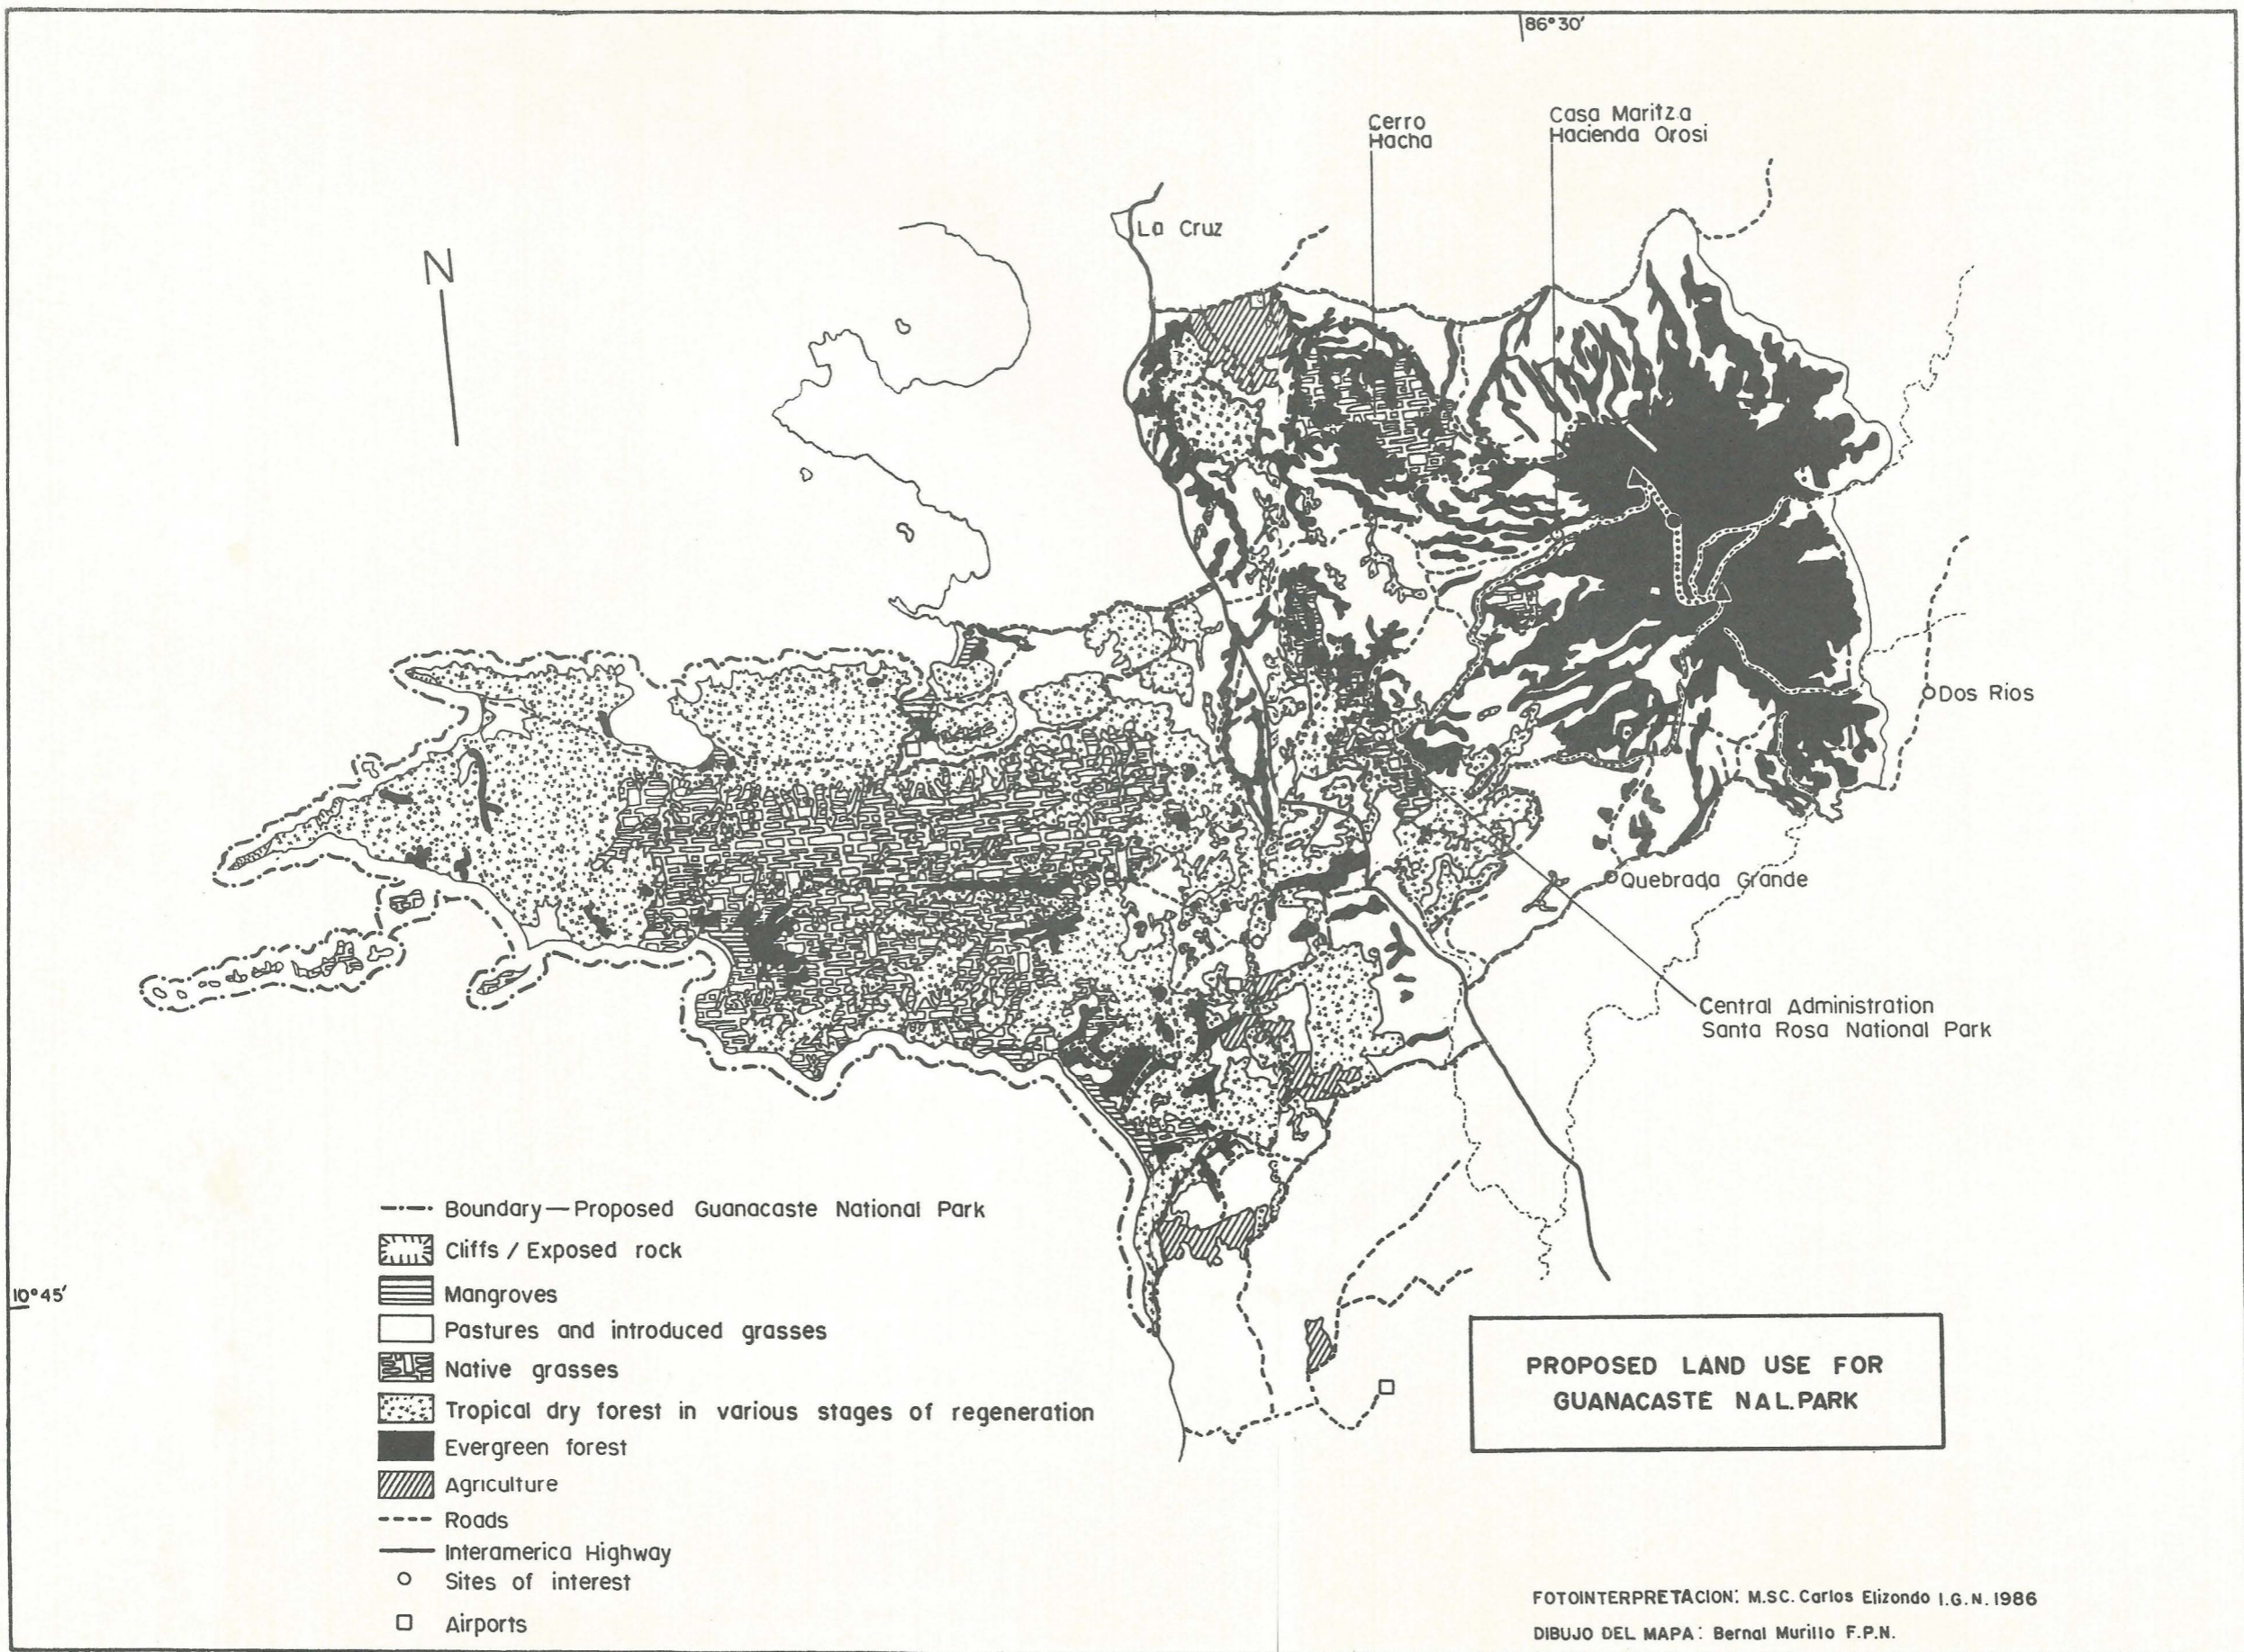 86°30'
Cerro
Hacha
Casa Maritza
Hacienda Orosi
La Cruz
N
Dos Rios
Quebrada Grande
Central Administration
Santa Rosa National Park
Boundary—Proposed Guanacaste National Park
Cliffs / Exposed rock
Mangroves
10°45'
Pastures and introduced grasses
Native grasses
Tropical dry forest in various stages of regeneration
Evergreen forest
Agriculture
Roads
Interamerica Highway
Sites of interest
Airports
PROPOSED LAND USE FOR
GUANACASTE NAL.PARK
FOTOINTERPRETACION: M.SC. Carlos Elizondo I.G.N. 1986
DIBUJO DEL MAPA: Bernal Murillo F.P.N.